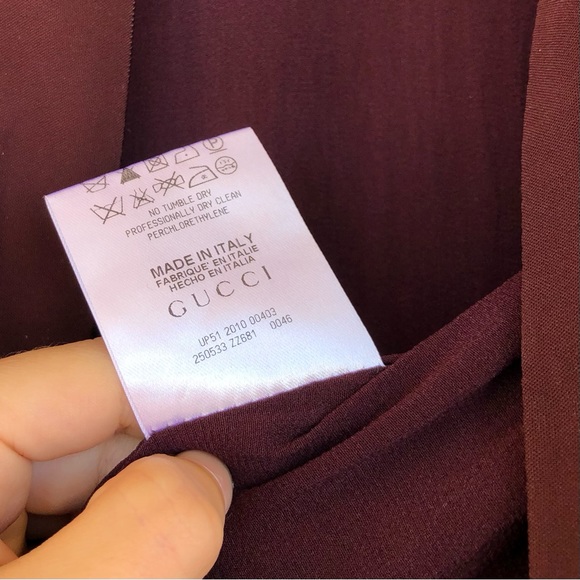 P
NO TUMBLE DRY
PROFESSIONALLY DRY CLEAN
PERCHLORETHYLENE
MADE IN ITALY
FABRIQUE' EN ITALIE
HECHO EN ITALIA
GUCCI
UP51 2010 00403
250533 ZZ681 0046